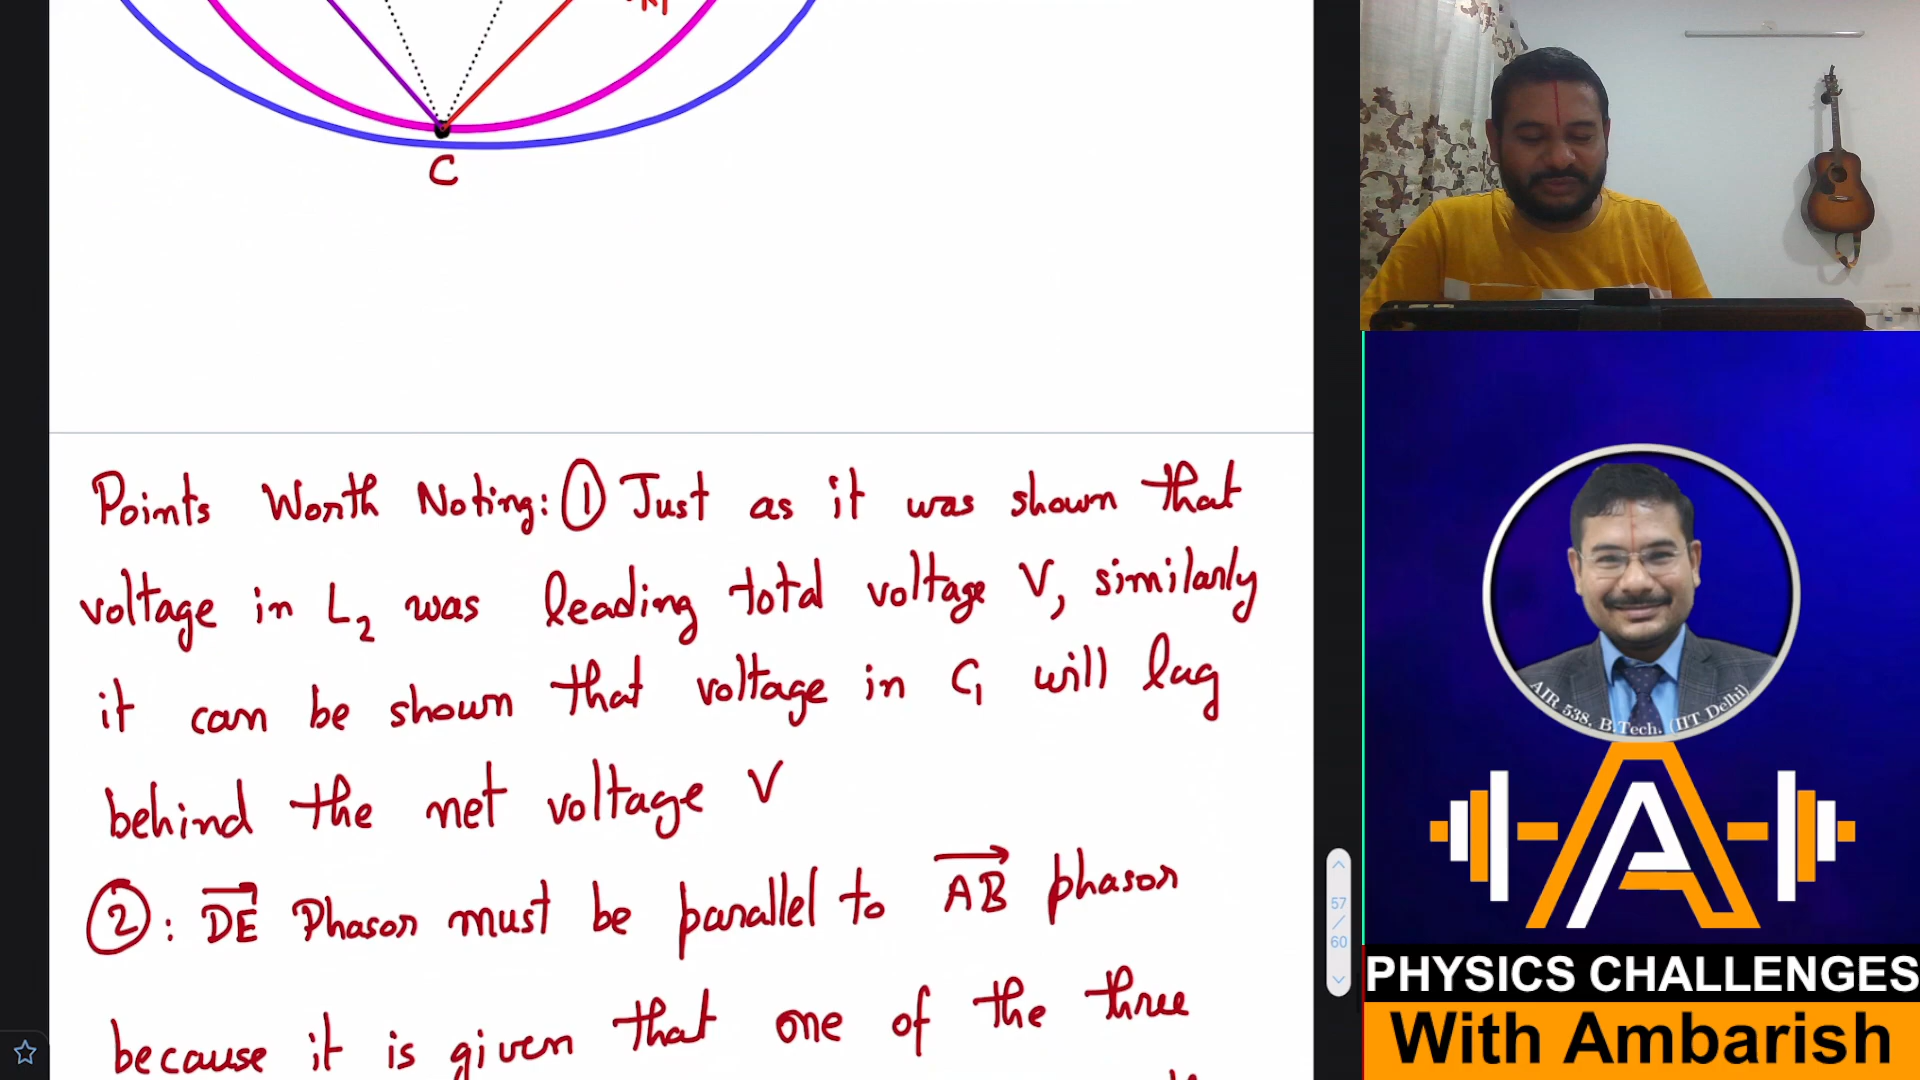 R1
C
Points Worth Noting: ① Just as it was shown that
voltage in L₂ was leading total voltage V, similarly
it can be shown that voltage in C₁ will lag
behind the net voltage V
②: DE Phasor must be parallel to AB phasor
because it is given that one of the three
57
/
60
AIR 538, B.Tech. (IIT Delhi)
A
PHYSICS CHALLENGES
With Ambarish